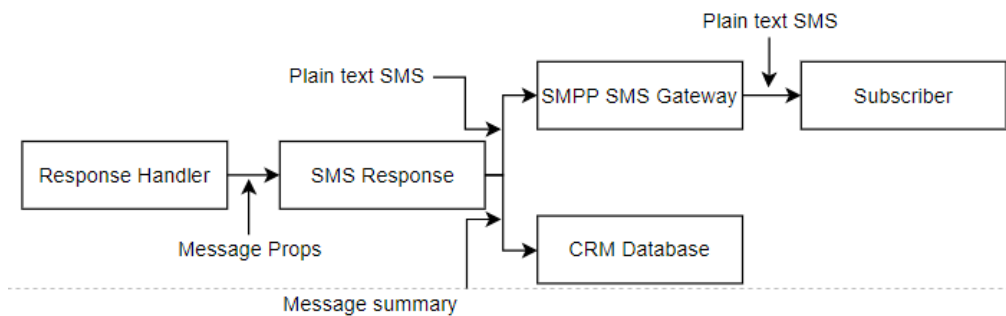 Plain text SMS
Plain text SMS
SMPP SMS Gateway
Subscriber
Response Handler
SMS Response
Message Props
CRM Database
Message summary